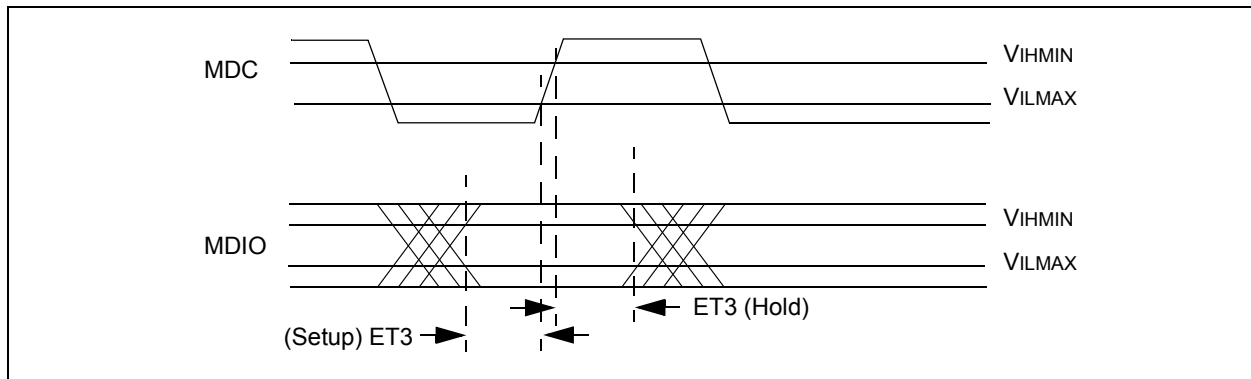 MDC
VIHMIN
VILMAX
MDIO
VIHMIN
VILMAX
ET3 (Hold)
(Setup) ET3